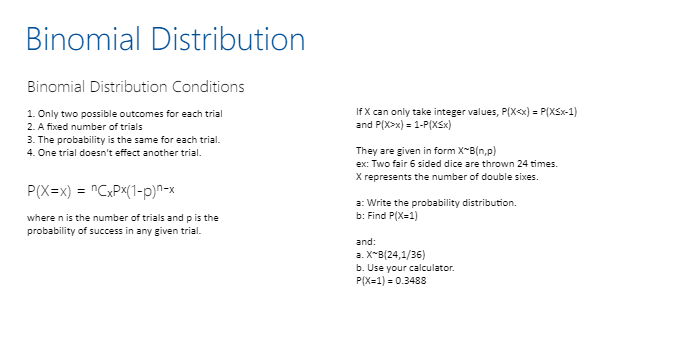 Binomial Distribution
Binomial Distribution Conditions
1. Only two possible outcomes for each trial
2. A fixed number of trials
3. The probability is the same for each trial.
4. One trial doesn't effect another trial.
P(X=x) = ⁿCₓPˣ(1-p)ⁿ⁻ˣ
where n is the number of trials and p is the
probability of success in any given trial.
If X can only take integer values, P(X<x) = P(X≤x-1)
and P(X>x) = 1-P(X≤x)
They are given in form X~B(n,p)
ex: Two fair 6 sided dice are thrown 24 times.
X represents the number of double sixes.
a: Write the probability distribution.
b: Find P(X=1)
and:
a. X~B(24,1/36)
b. Use your calculator.
P(X=1) = 0.3488